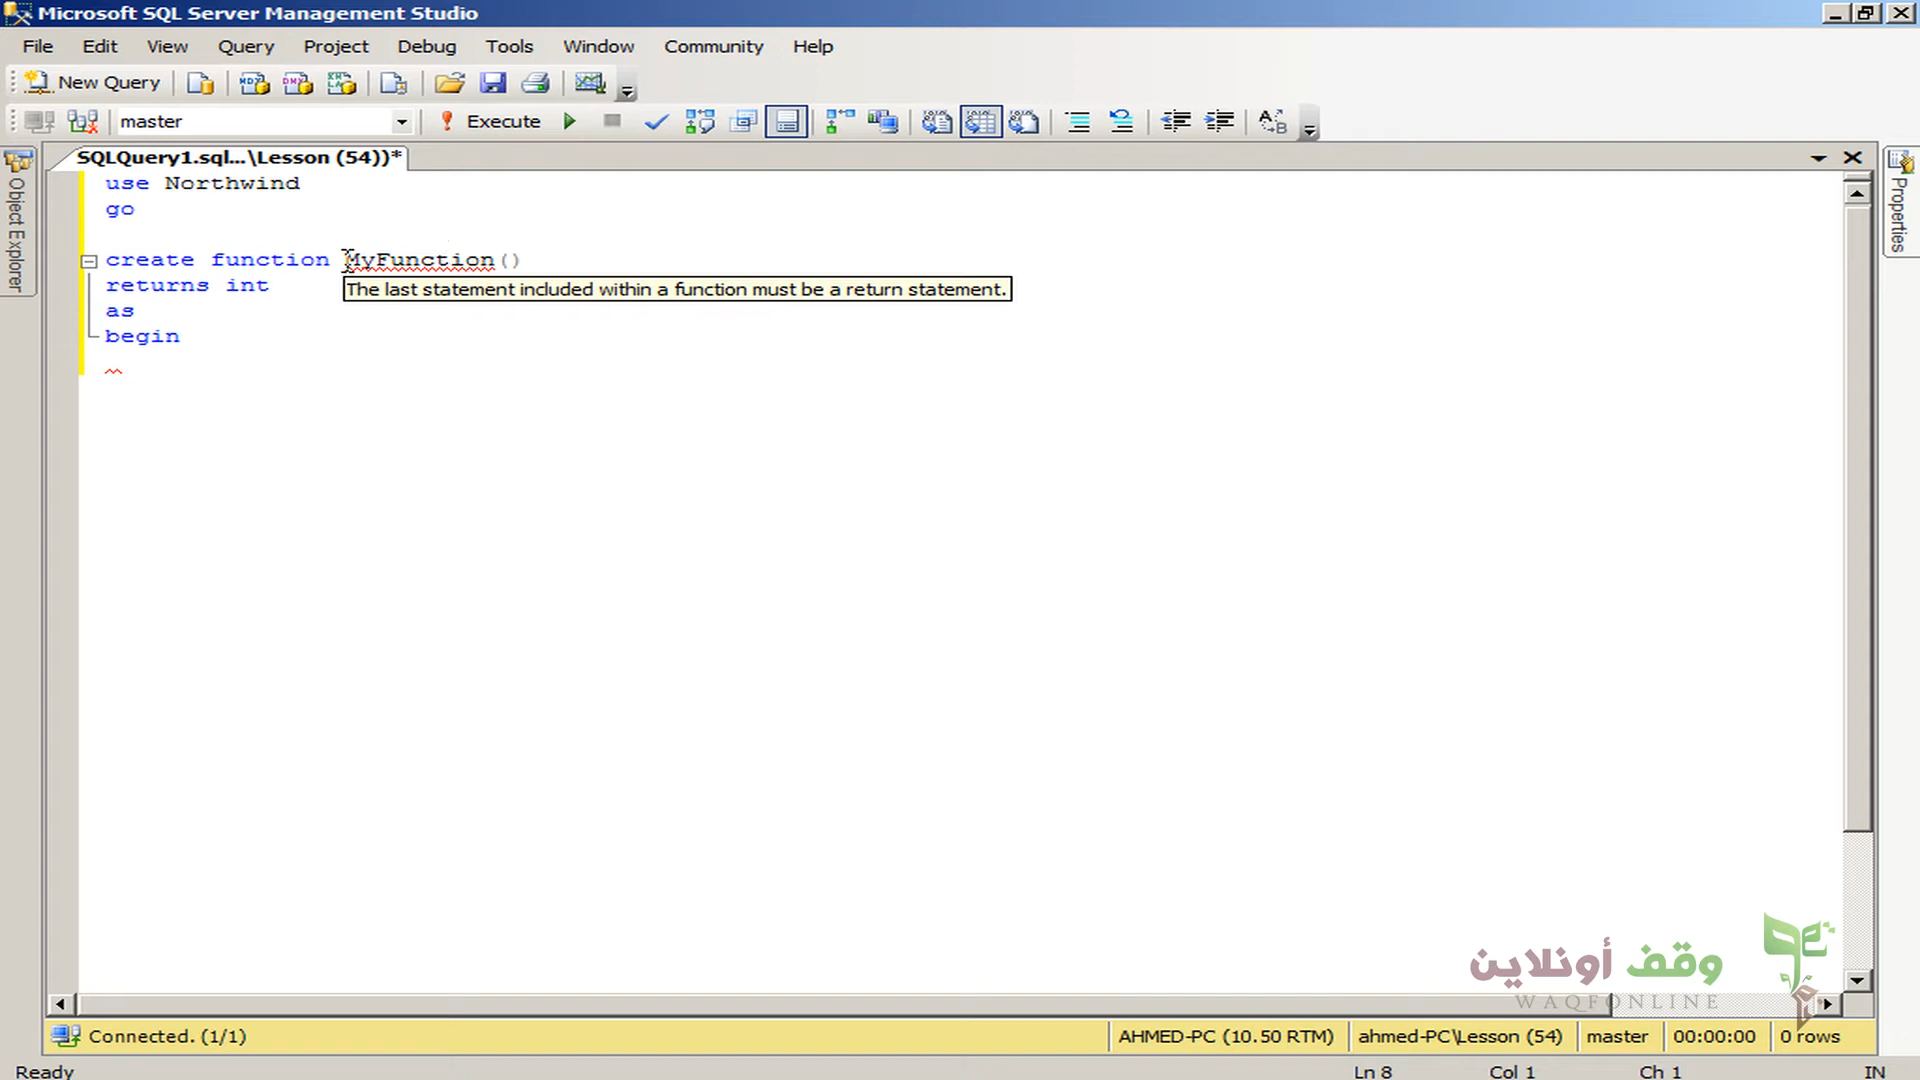 Microsoft SQL Server Management Studio
File Edit View Query Project Debug Tools Window Community Help
New Query
master Execute
SQLQuery1.sql...\Lesson (54))*
Object Explorer
Properties
use Northwind
go
create function MyFunction()
The last statement included within a function must be a return statement.
returns int
as
begin
وقف أونلاين
WAQFONLINE
Connected. (1/1) AHMED-PC (10.50 RTM) ahmed-PC\Lesson (54) master 00:00:00 0 rows
Ready Ln 8 Col 1 Ch 1 IN